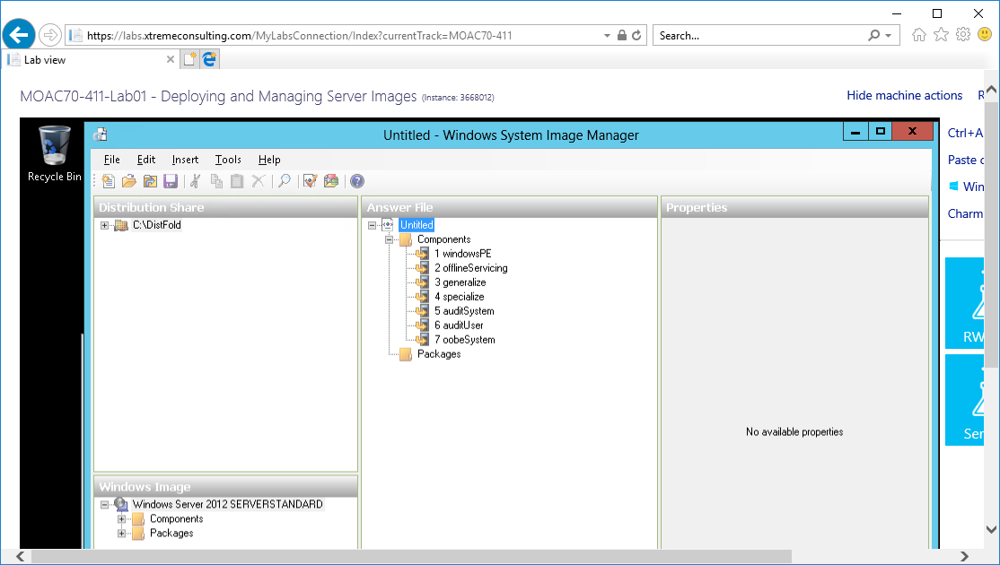 https://labs.xtremeconsulting.com/MyLabsConnection/Index?currentTrack=MOAC70-411
Search...
Lab view
MOAC70-411-Lab01 - Deploying and Managing Server Images (Instance: 3668012)
Hide machine actions
R
Recycle Bin
Untitled - Windows System Image Manager
Ctrl+A
File Edit Insert Tools Help
Paste c
Win
Charm
Distribution Share
C:\DistFold
Answer File
Untitled
Components
1 windowsPE
2 offlineServicing
3 generalize
4 specialize
5 auditSystem
6 auditUser
7 oobeSystem
Packages
Properties
No available properties
RW
Ser
Windows Image
Windows Server 2012 SERVERSTANDARD
Components
Packages